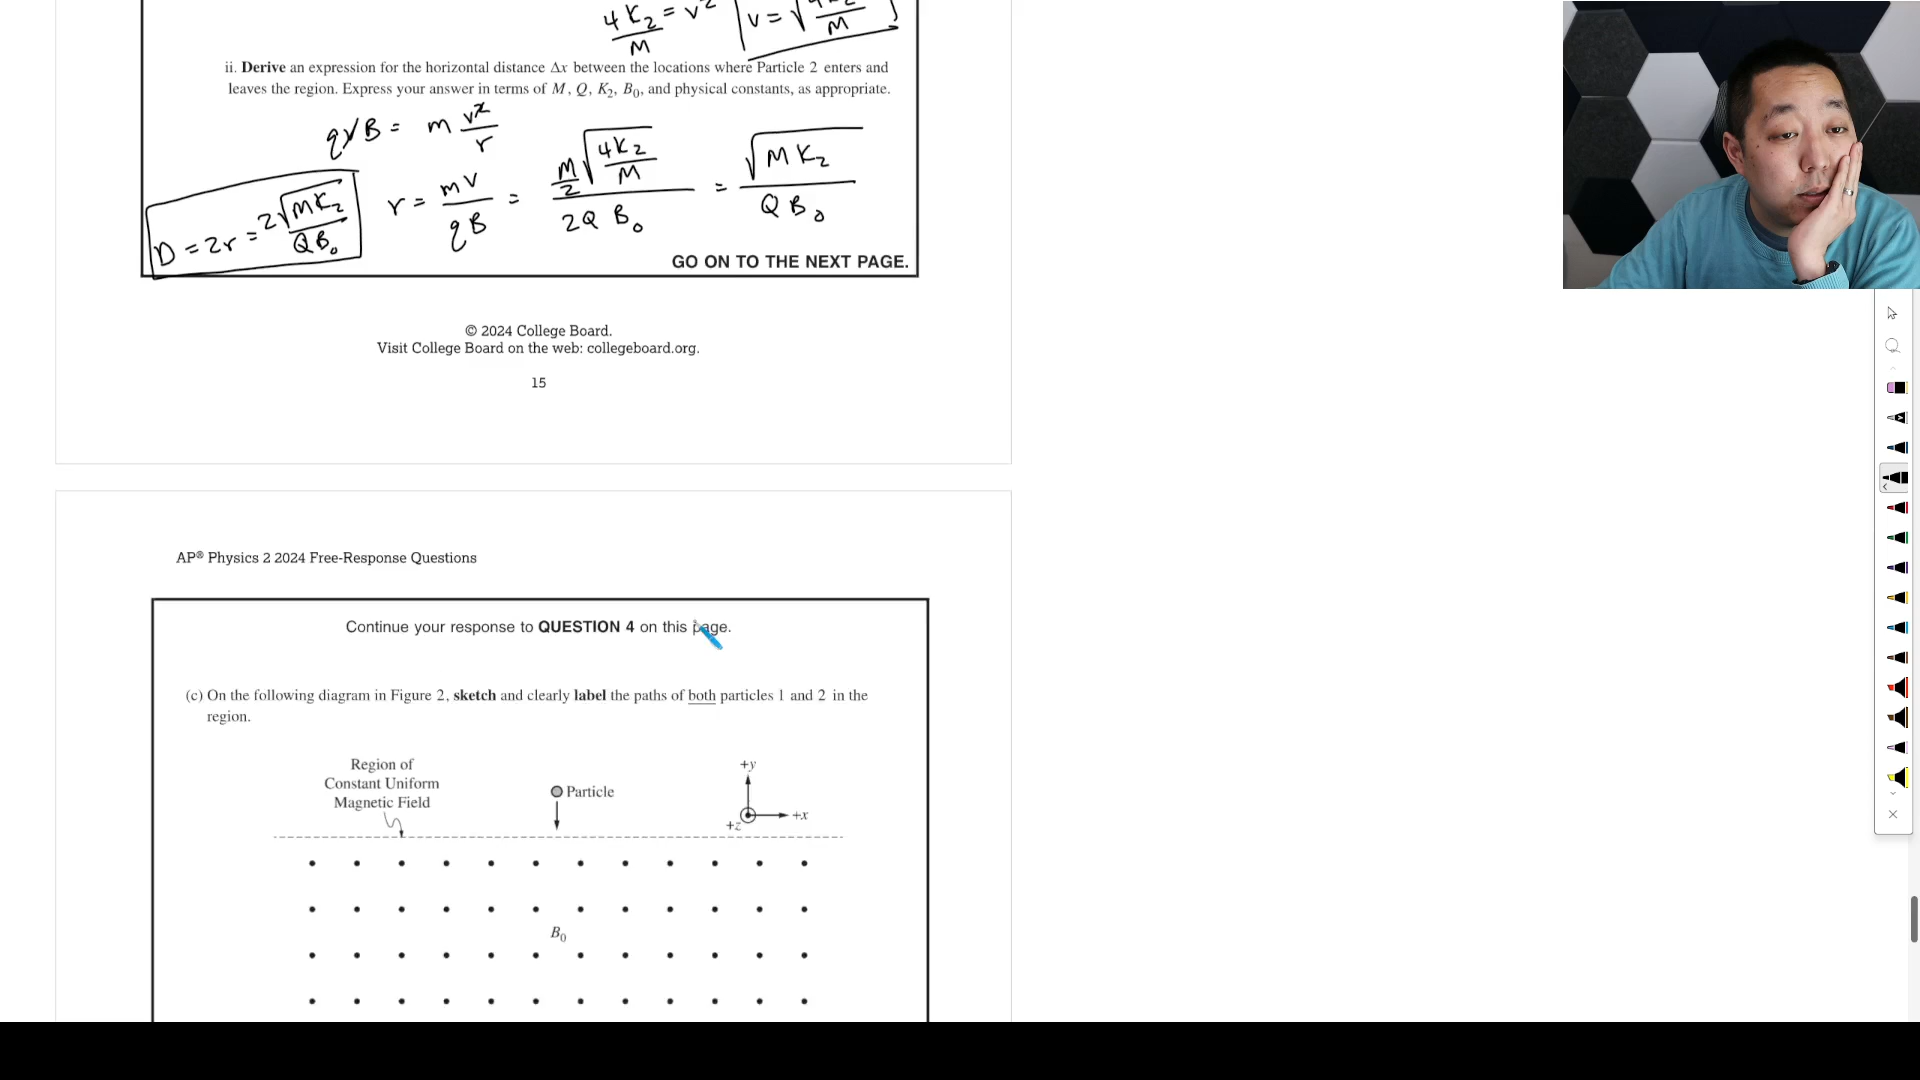 4K₂/M = v²  v = √4K₂/M
ii. Derive an expression for the horizontal distance Δx between the locations where Particle 2 enters and
leaves the region. Express your answer in terms of M, Q, K₂, B₀, and physical constants, as appropriate.
qvB = m v²/r
r = mv/qB = M/2 √4K₂/M / 2Q B₀ = √MK₂ / Q B₀
D = 2r = 2√MK₂ / QB₀
GO ON TO THE NEXT PAGE.
© 2024 College Board.
Visit College Board on the web: collegeboard.org.
15
AP® Physics 2 2024 Free-Response Questions
Continue your response to QUESTION 4 on this page.
(c) On the following diagram in Figure 2, sketch and clearly label the paths of both particles 1 and 2 in the
region.
Region of
Constant Uniform
Magnetic Field
Particle
+y
+x
+z
B₀